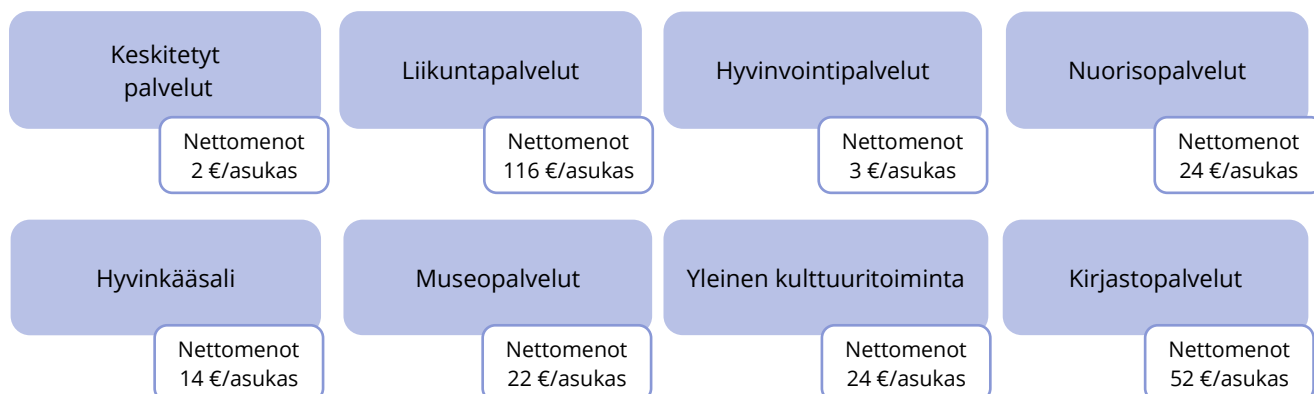 Keskitetyt
palvelut
Nettomenot
2 €/asukas
Liikuntapalvelut
Nettomenot
116 €/asukas
Hyvinvointipalvelut
Nettomenot
3 €/asukas
Nuorisopalvelut
Nettomenot
24 €/asukas
Hyvinkääsali
Nettomenot
14 €/asukas
Museopalvelut
Nettomenot
22 €/asukas
Yleinen kulttuuritoiminta
Nettomenot
24 €/asukas
Kirjastopalvelut
Nettomenot
52 €/asukas